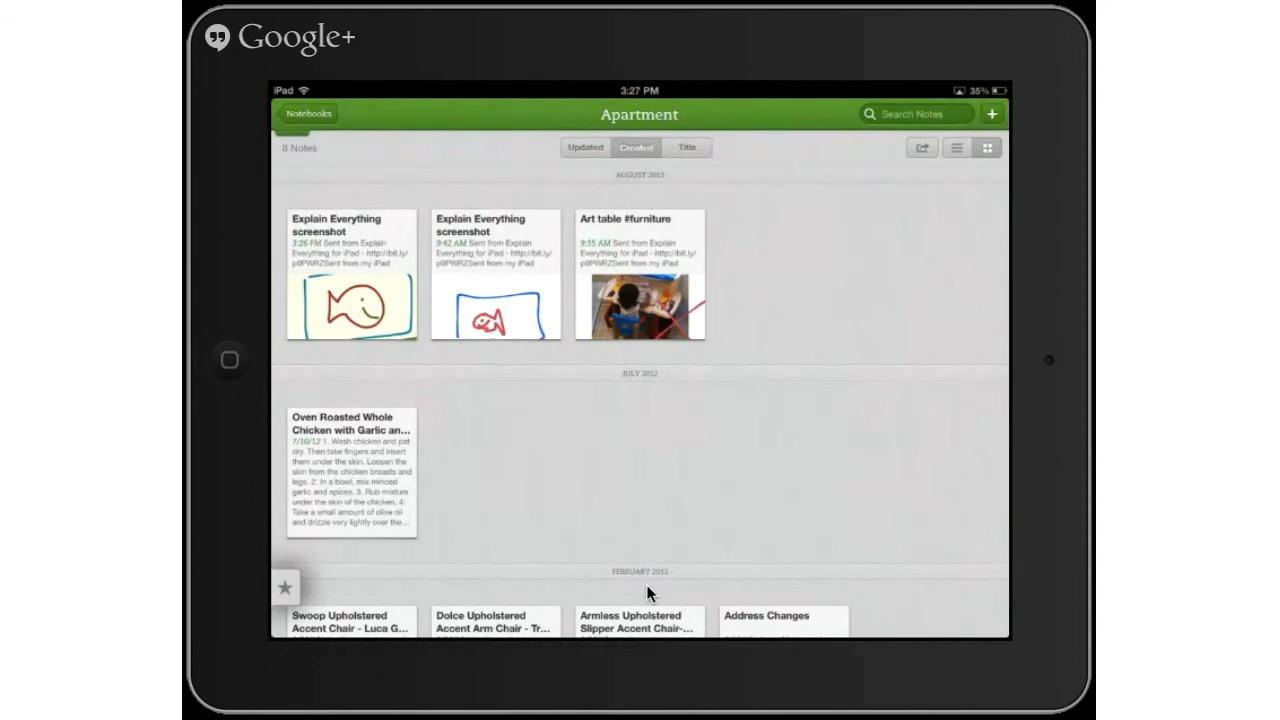 Google+
iPad
3:27 PM
35%
Notebooks
Apartment
Search Notes
+
8 Notes
Updated
Created
Title
AUGUST 2013
Explain Everything
screenshot
3:26 PM Sent from Explain
Everything for iPad - http://bit.ly/
p9PWRZSent from my iPad
Explain Everything
screenshot
9:42 AM Sent from Explain
Everything for iPad - http://bit.ly/
p9PWRZSent from my iPad
Art table #furniture
9:35 AM Sent from Explain
Everything for iPad - http://bit.ly/
p9PWRZSent from my iPad
JULY 2012
Oven Roasted Whole
Chicken with Garlic an...
7/10/12 1. Wash chicken and pat
dry. Then take fingers and insert
them under the skin. Loosen the
skin from the chicken breasts and
legs. 2. In a bowl, mix minced
garlic and spices. 3. Rub mixture
under the skin of the chicken. 4.
Take a small amount of olive oil
and drizzle very lightly over the...
FEBRUARY 2012
Swoop Upholstered
Accent Chair - Luca G...
Dolce Upholstered
Accent Arm Chair - Tr...
Armless Upholstered
Slipper Accent Chair-...
Address Changes